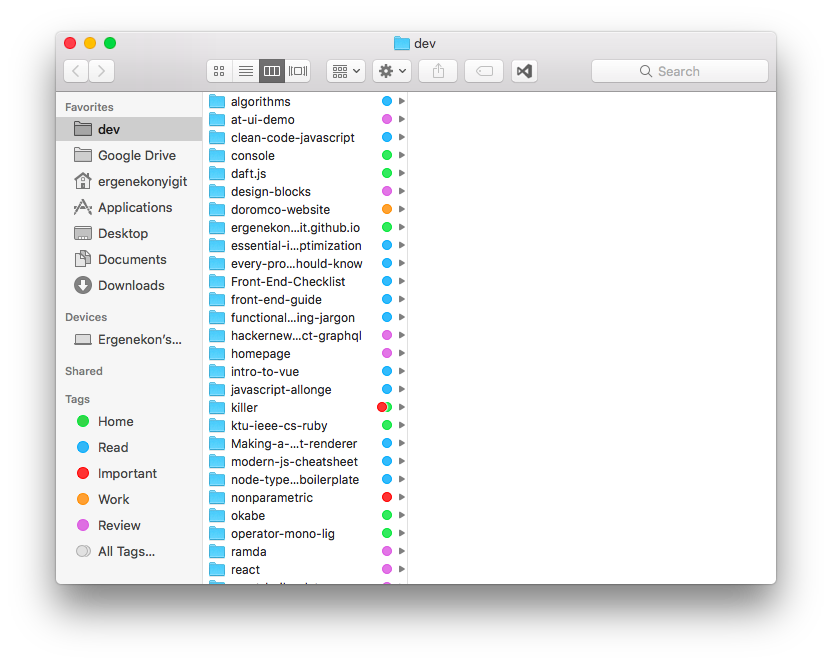 dev
Search
Favorites
dev
Google Drive
ergenekonyigit
Applications
Desktop
Documents
Downloads
Devices
Ergenekon's...
Shared
Tags
Home
Read
Important
Work
Review
All Tags...
algorithms
at-ui-demo
clean-code-javascript
console
daft.js
design-blocks
doromco-website
ergenekon...it.github.io
essential-i...ptimization
every-pro...hould-know
Front-End-Checklist
front-end-guide
functional...ing-jargon
hackernew...ct-graphql
homepage
intro-to-vue
javascript-allonge
killer
ktu-ieee-cs-ruby
Making-a-...t-renderer
modern-js-cheatsheet
node-type...boilerplate
nonparametric
okabe
operator-mono-lig
ramda
react